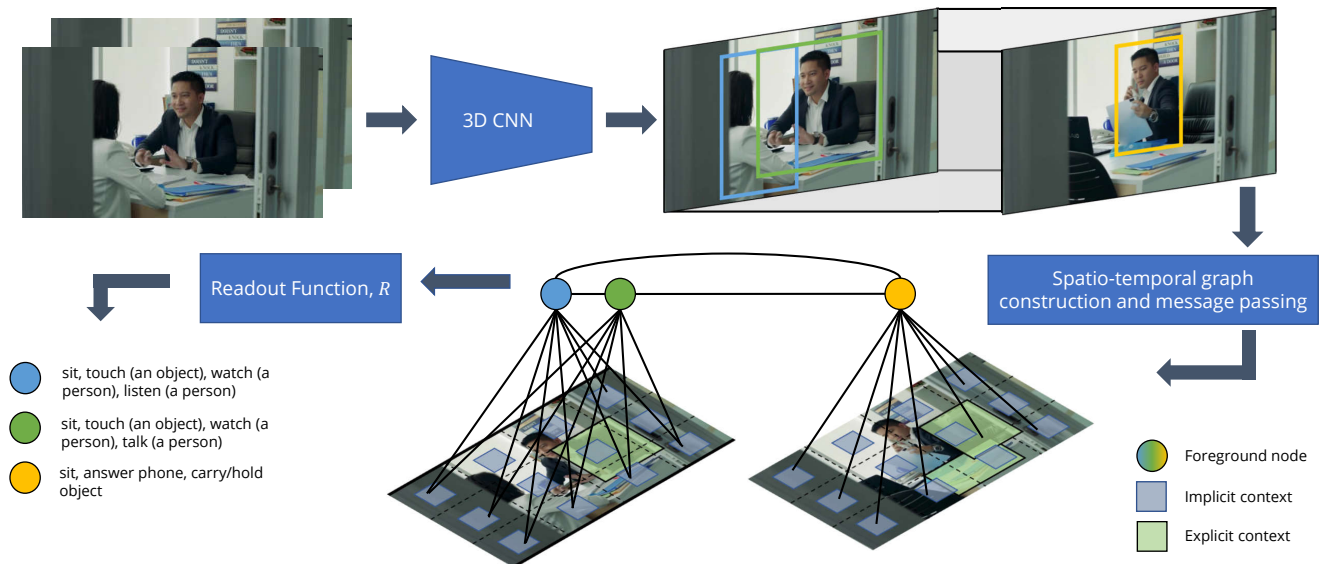 3D CNN
Spatio-temporal graph
construction and message passing
Readout Function, R
sit, touch (an object), watch (a
person), listen (a person)
sit, touch (an object), watch (a
person), talk (a person)
sit, answer phone, carry/hold
object
Foreground node
Implicit context
Explicit context